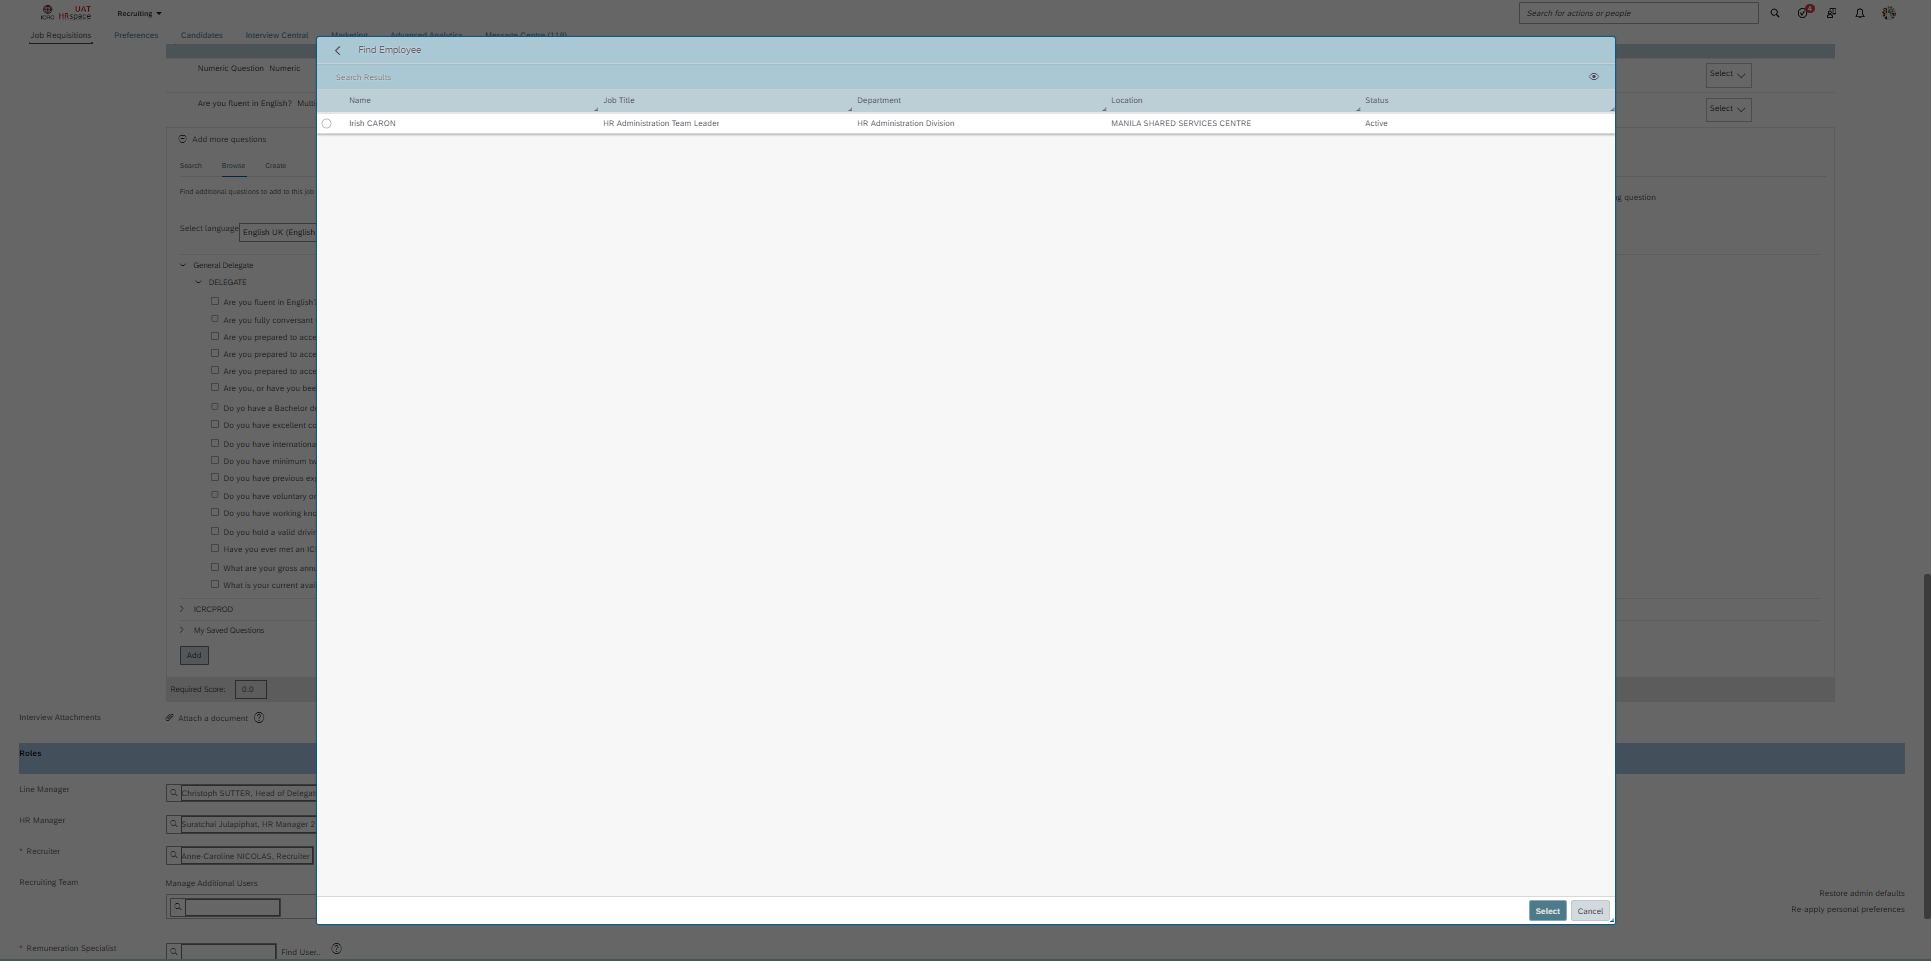 ICRC UAT HRspace
Recruiting
Search for actions or people
4
Job Requisitions Preferences Candidates Interview Central Marketing Advanced Analytics Message Centre (118)
Find Employee
Search Results
Name Job Title Department Location Status
Irish CARON HR Administration Team Leader HR Administration Division MANILA SHARED SERVICES CENTRE Active
Select Cancel
Numeric Question Numeric Select
Are you fluent in English? Multi Select
Add more questions
Search Browse Create
Find additional questions to add to this job
question
Select language English UK (English
General Delegate
DELEGATE
Are you fluent in English?
Are you fully conversant
Are you prepared to acce
Are you prepared to acce
Are you prepared to acce
Are you, or have you bee
Do yo have a Bachelor de
Do you have excellent co
Do you have internationa
Do you have minimum tw
Do you have previous exp
Do you have voluntary or
Do you have working kno
Do you hold a valid drivin
Have you ever met an IC
What are your gross annu
What is your current avai
ICRCPROD
My Saved Questions
Add
Required Score: 0.0
Interview Attachments Attach a document ?
Roles
Line Manager Christoph SUTTER, Head of Delegat
HR Manager Suratchai Julapiphat, HR Manager 2
* Recruiter Anne-Caroline NICOLAS, Recruiter
Recruiting Team Manage Additional Users
Restore admin defaults
Re-apply personal preferences
* Remuneration Specialist Find User... ?